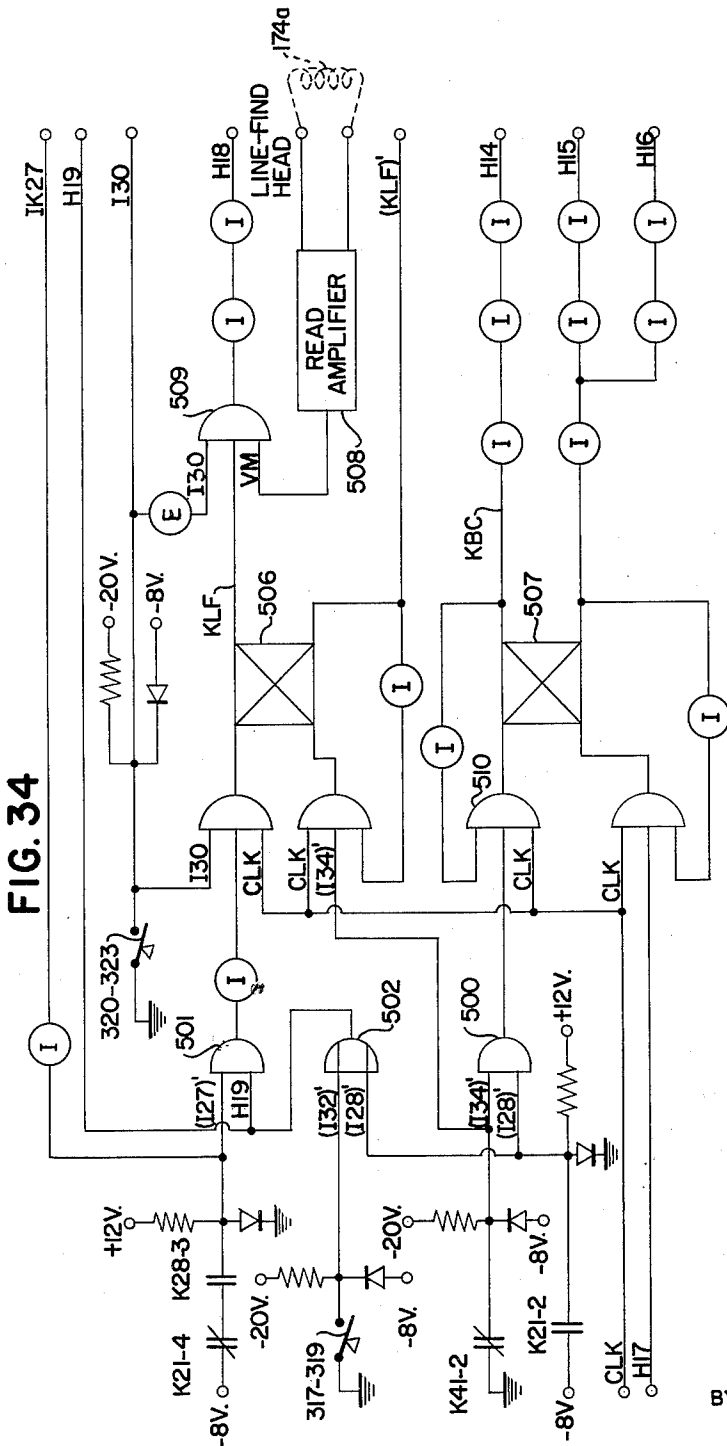 FIG. 34
IK27
H19
I30
H18
LINE-FIND
HEAD
174a
(KLF)'
H14
H15
H16
I
320-323
-20V.
-8V.
E
I30
509
I
I
VM
READ
AMPLIFIER
508
KLF
506
I
KBC
507
I
I
I
I
I
I
I
I
I
I
510
I30
CLK
CLK
(I34)'
CLK
CLK
501
I
502
500
(I27)'
H19
(I32)'
(I28)'
(I34)'
(I28)'
+12V.
+12V.
K28-3
K21-4
-8V.
-20V.
-8V.
317-319
-20V.
-8V.
K41-2
K21-2
-8V.
CLK
H17
B